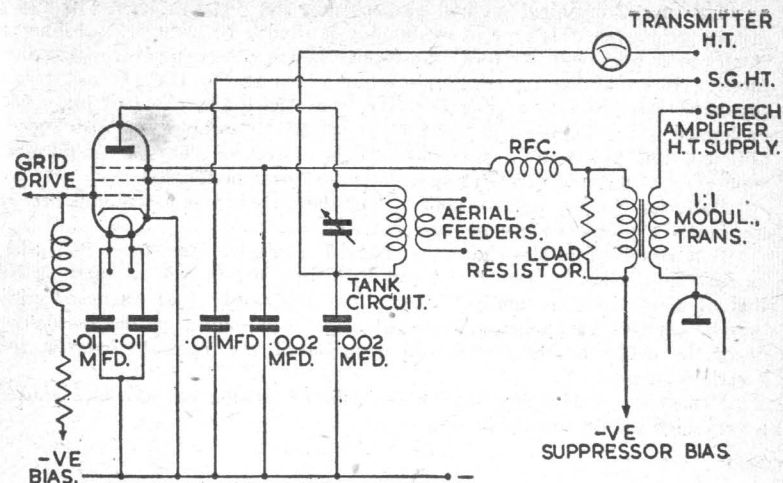 TRANSMITTER
H.T.
S.G.H.T.
SPEECH
AMPLIFIER
H.T. SUPPLY.
GRID
DRIVE
RFC.
1:1
MODUL.,
TRANS.
AERIAL
FEEDERS.
LOAD
RESISTOR.
TANK
CIRCUIT.
.01 .01
MFD.
.01 MFD
.002
MFD.
.002
MFD.
-VE
BIAS.
-VE
SUPPRESSOR BIAS